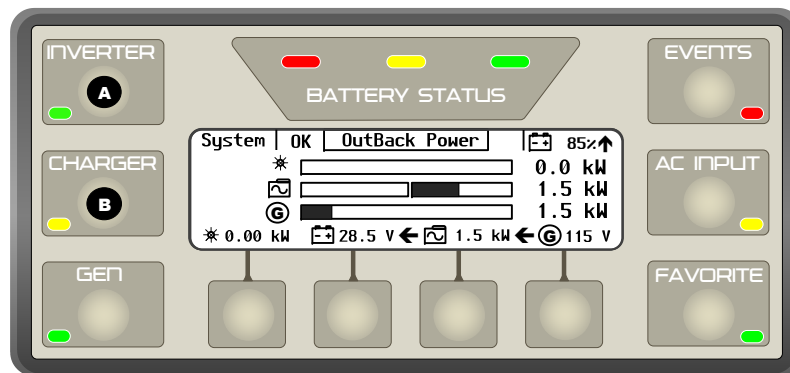 INVERTER
A
BATTERY STATUS
EVENTS
System OK OutBack Power 85%
0.0 kW
CHARGER
B
1.5 kW
AC INPUT
G 1.5 kW
0.00 kW 28.5 V 1.5 kW G 115 V
GEN
FAVORITE